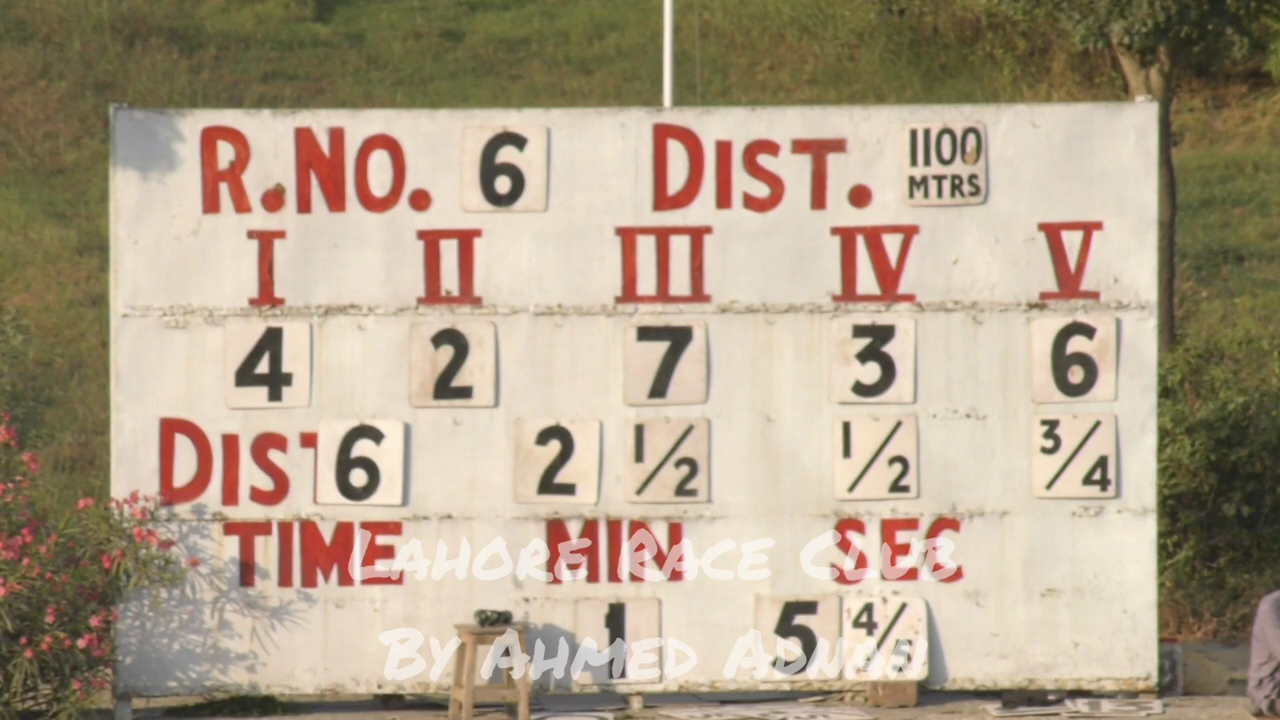 R.NO. 6 DIST. 1100 MTRS
I II III IV V
4 2 7 3 6
DIST 6 2 1/2 1/2 3/4
TIME MIN SEC
Lahore Race Club
1 5 4/5
By Ahmed Adnan